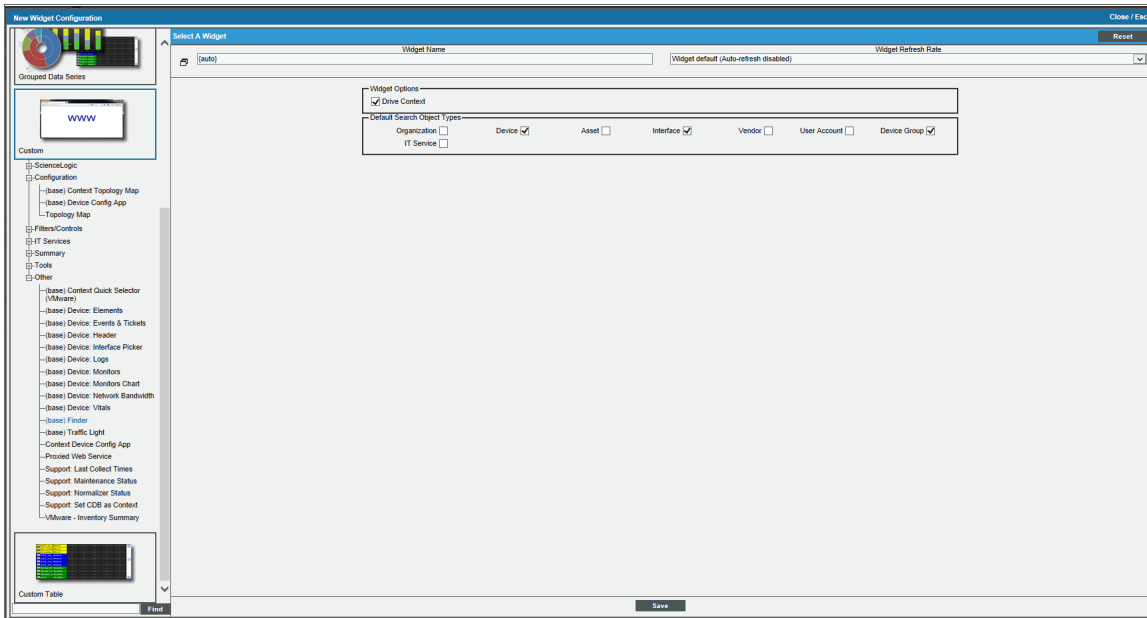 New Widget Configuration
Close / Esc
Grouped Data Series
www
Custom
ScienceLogic
Configuration
(base) Context Topology Map
(base) Device Config App
Topology Map
Filters/Controls
IT Services
Summary
Tools
Other
(base) Context Quick Selector
(VMware)
(base) Device: Elements
(base) Device: Events & Tickets
(base) Device: Header
(base) Device: Interface Picker
(base) Device: Logs
(base) Device: Monitors
(base) Device: Monitors Chart
(base) Device: Network Bandwidth
(base) Device: Vitals
(base) Finder
(base) Traffic Light
Context Device Config App
Proxied Web Service
Support: Last Collect Times
Support: Maintenance Status
Support: Normalizer Status
Support: Set CDB as Context
VMware - Inventory Summary
Custom Table
Find
Select A Widget
Reset
Widget Name
Widget Refresh Rate
{auto}
Widget default (Auto-refresh disabled)
Widget Options
Drive Context
Default Search Object Types
Organization Device Asset Interface Vendor User Account Device Group
IT Service
Save